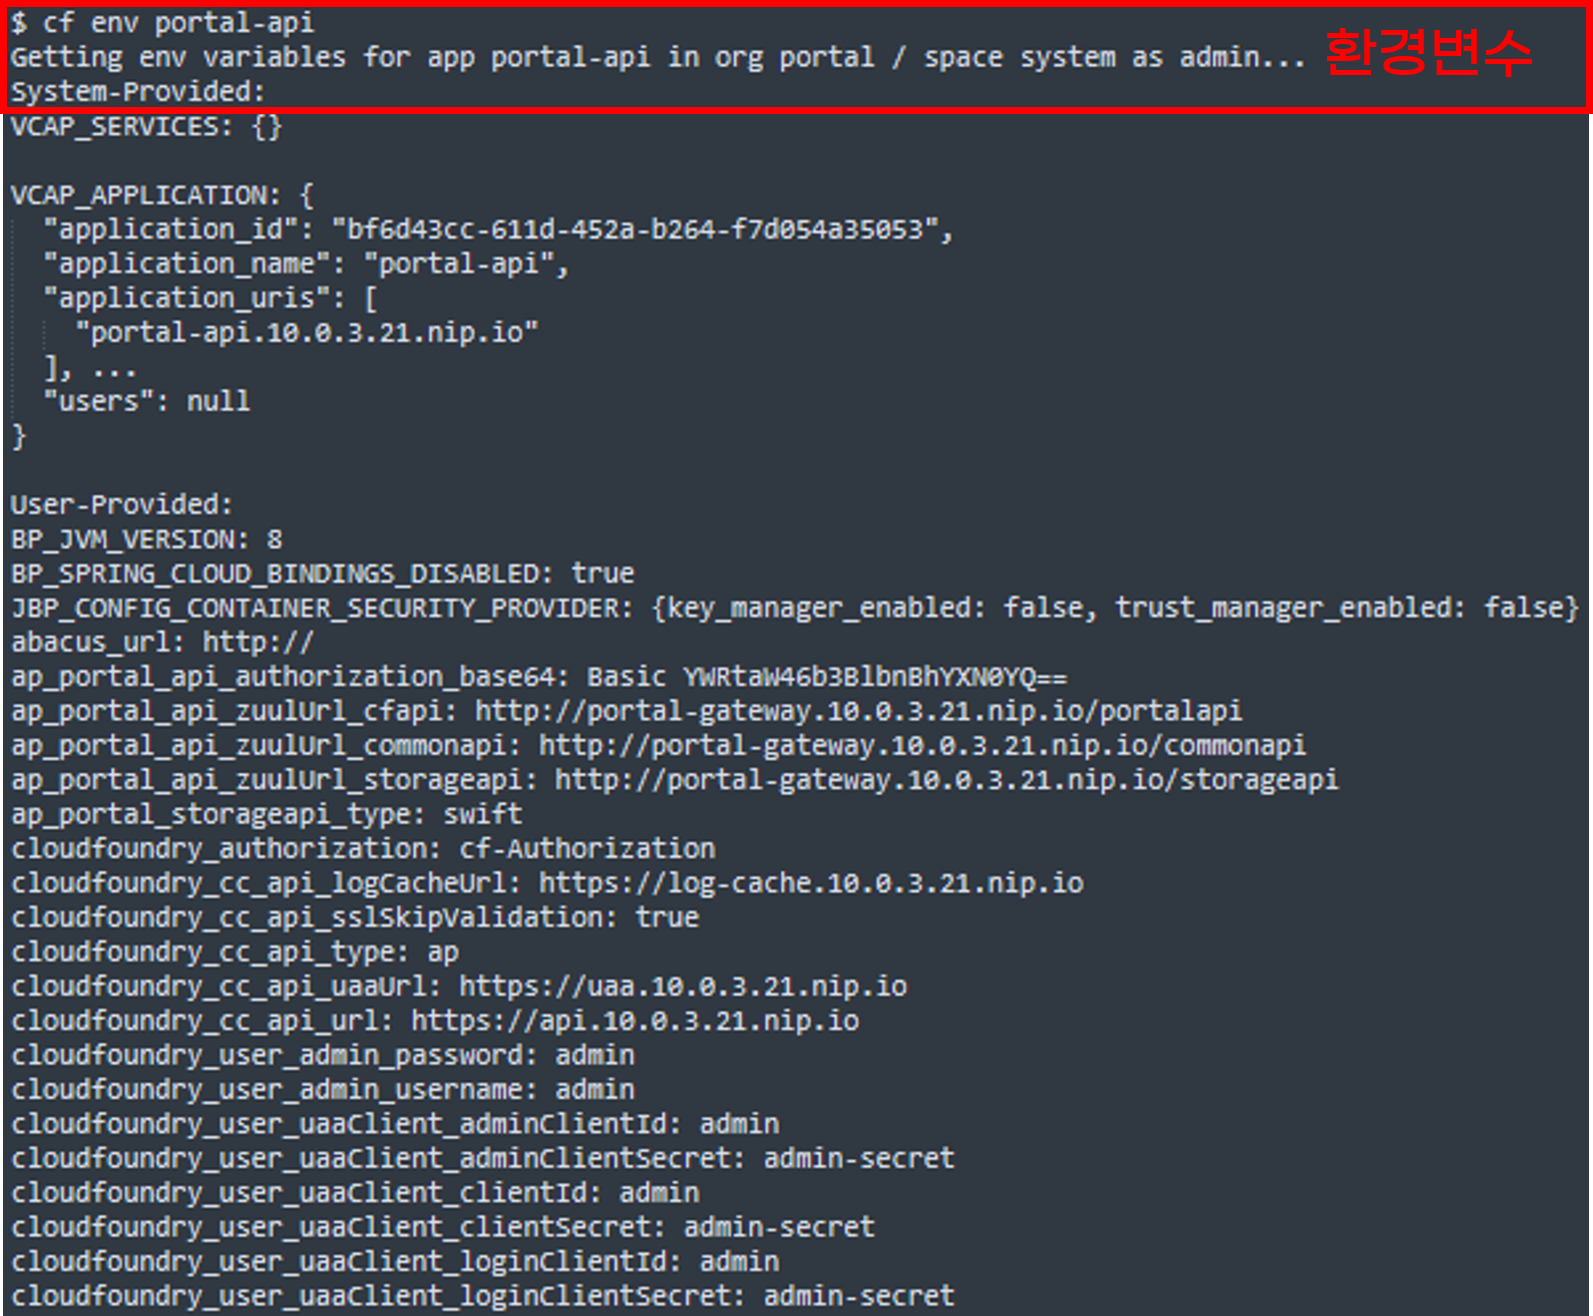 $ cf env portal-api
Getting env variables for app portal-api in org portal / space system as admin... 환경변수
System-Provided:
VCAP_SERVICES: {}
VCAP_APPLICATION: {
"application_id": "bf6d43cc-611d-452a-b264-f7d054a35053",
"application_name": "portal-api",
"application_uris": [
"portal-api.10.0.3.21.nip.io"
], ...
"users": null
}
User-Provided:
BP_JVM_VERSION: 8
BP_SPRING_CLOUD_BINDINGS_DISABLED: true
JBP_CONFIG_CONTAINER_SECURITY_PROVIDER: {key_manager_enabled: false, trust_manager_enabled: false}
abacus_url: http://
ap_portal_api_authorization_base64: Basic YWRtaW46b3BlbnBhYXN0YQ==
ap_portal_api_zuulUrl_cfapi: http://portal-gateway.10.0.3.21.nip.io/portalapi
ap_portal_api_zuulUrl_commonapi: http://portal-gateway.10.0.3.21.nip.io/commonapi
ap_portal_api_zuulUrl_storageapi: http://portal-gateway.10.0.3.21.nip.io/storageapi
ap_portal_storageapi_type: swift
cloudfoundry_authorization: cf-Authorization
cloudfoundry_cc_api_logCacheUrl: https://log-cache.10.0.3.21.nip.io
cloudfoundry_cc_api_sslSkipValidation: true
cloudfoundry_cc_api_type: ap
cloudfoundry_cc_api_uaaUrl: https://uaa.10.0.3.21.nip.io
cloudfoundry_cc_api_url: https://api.10.0.3.21.nip.io
cloudfoundry_user_admin_password: admin
cloudfoundry_user_admin_username: admin
cloudfoundry_user_uaaClient_adminClientId: admin
cloudfoundry_user_uaaClient_adminClientSecret: admin-secret
cloudfoundry_user_uaaClient_clientId: admin
cloudfoundry_user_uaaClient_clientSecret: admin-secret
cloudfoundry_user_uaaClient_loginClientId: admin
cloudfoundry_user_uaaClient_loginClientSecret: admin-secret